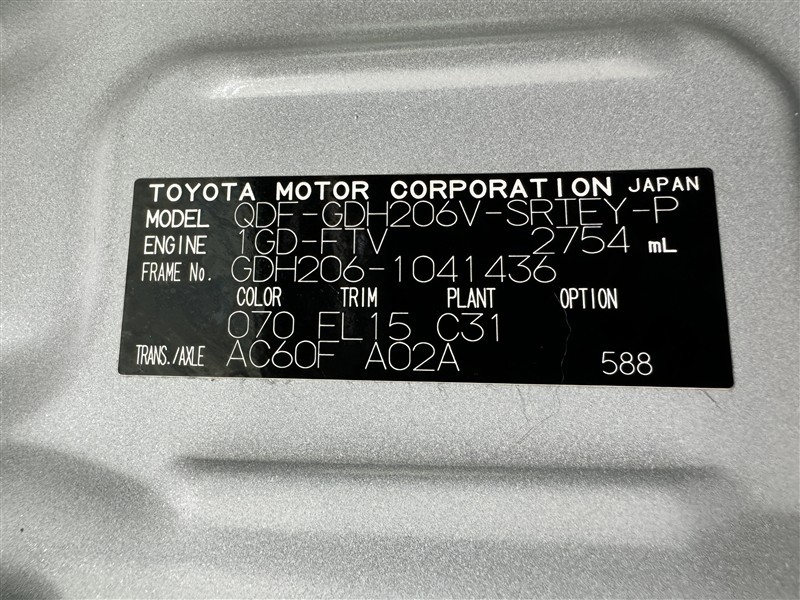 TOYOTA MOTOR CORPORATION JAPAN
MODEL QDF-GDH206V-SRTEY-P
ENGINE 1GD-FTV 2754 mL
FRAME No. GDH206-1041436
COLOR TRIM PLANT OPTION
070 FL15 C31
TRANS./AXLE AC60F A02A 588